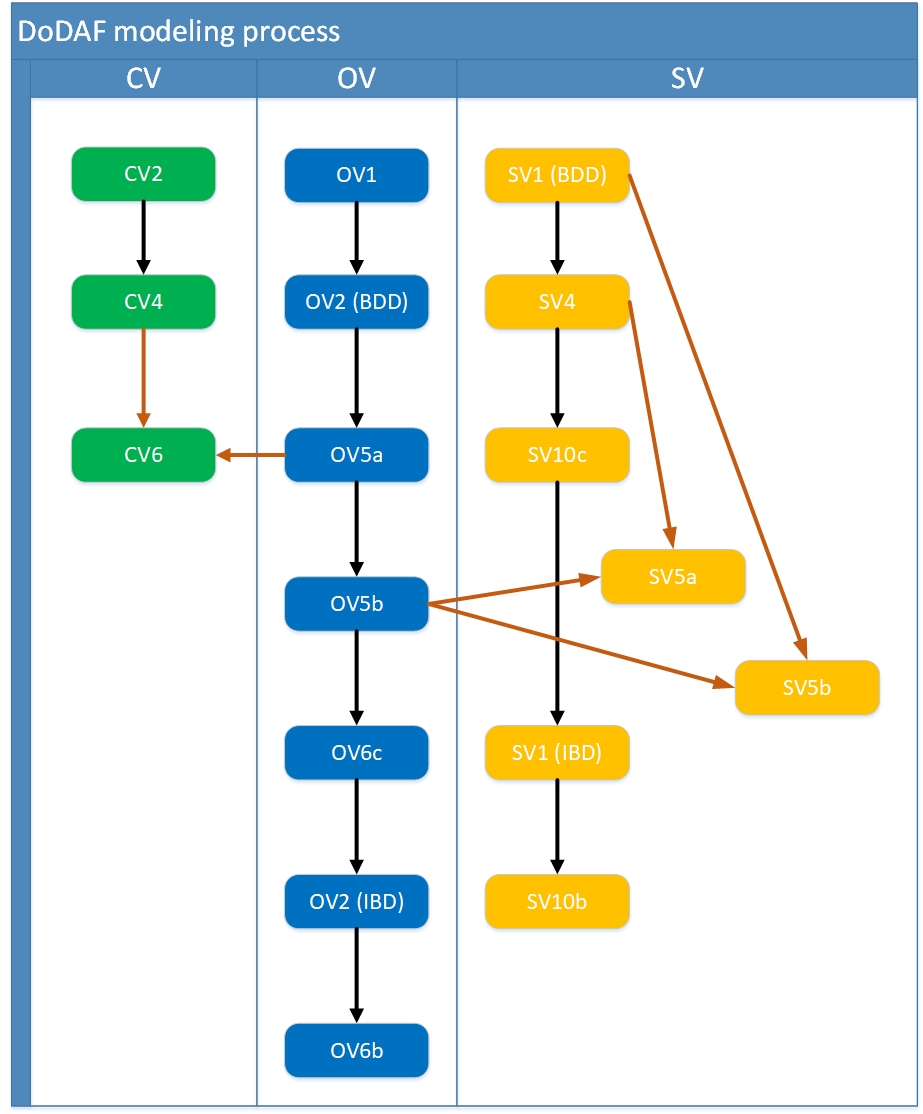 DoDAF modeling process
CV
OV
SV
CV2
OV1
SV1 (BDD)
CV4
OV2 (BDD)
SV4
CV6
OV5a
SV10c
SV5a
OV5b
SV5b
OV6c
SV1 (IBD)
OV2 (IBD)
SV10b
OV6b